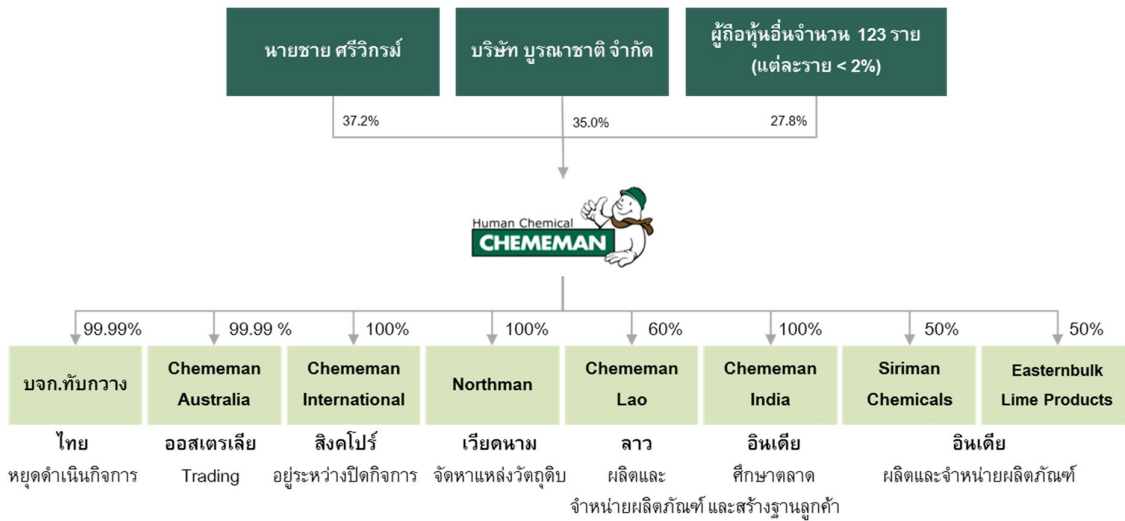 นายชาย ศรีวิกรม์
บริษัท บูรณาชาติ จำกัด
ผู้ถือหุ้นอื่นจำนวน 123 ราย
(แต่ละราย < 2%)
37.2%
35.0%
27.8%
Human Chemical
CHEMEMAN
99.99%
99.99 %
100%
100%
60%
100%
50%
50%
บจก.ทับกวาง
Chememan
Australia
Chememan
International
Northman
Chememan
Lao
Chememan
India
Siriman
Chemicals
Easternbulk
Lime Products
ไทย
หยุดดำเนินกิจการ
ออสเตรเลีย
Trading
สิงคโปร์
อยู่ระหว่างปิดกิจการ
เวียดนาม
จัดหาแหล่งวัตถุดิบ
ลาว
ผลิตและ
จำหน่ายผลิตภัณฑ์
อินเดีย
ศึกษาตลาด
และสร้างฐานลูกค้า
อินเดีย
ผลิตและจำหน่ายผลิตภัณฑ์